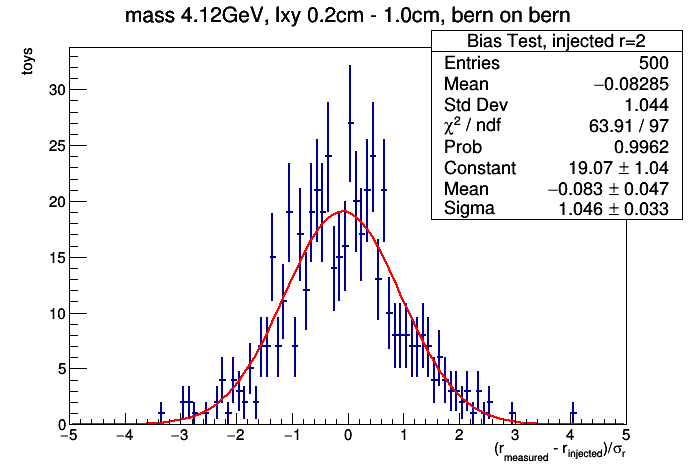 mass 4.12GeV, lxy 0.2cm - 1.0cm, bern on bern
toys
Bias Test, injected r=2
Entries 500
Mean −0.08285
Std Dev 1.044
χ² / ndf 63.91 / 97
Prob 0.9962
Constant 19.07 ± 1.04
Mean −0.083 ± 0.047
Sigma 1.046 ± 0.033
30
25
20
15
10
5
0
−5 −4 −3 −2 −1 0 1 2 3 4 5
(r_measured - r_injected)/σ_r